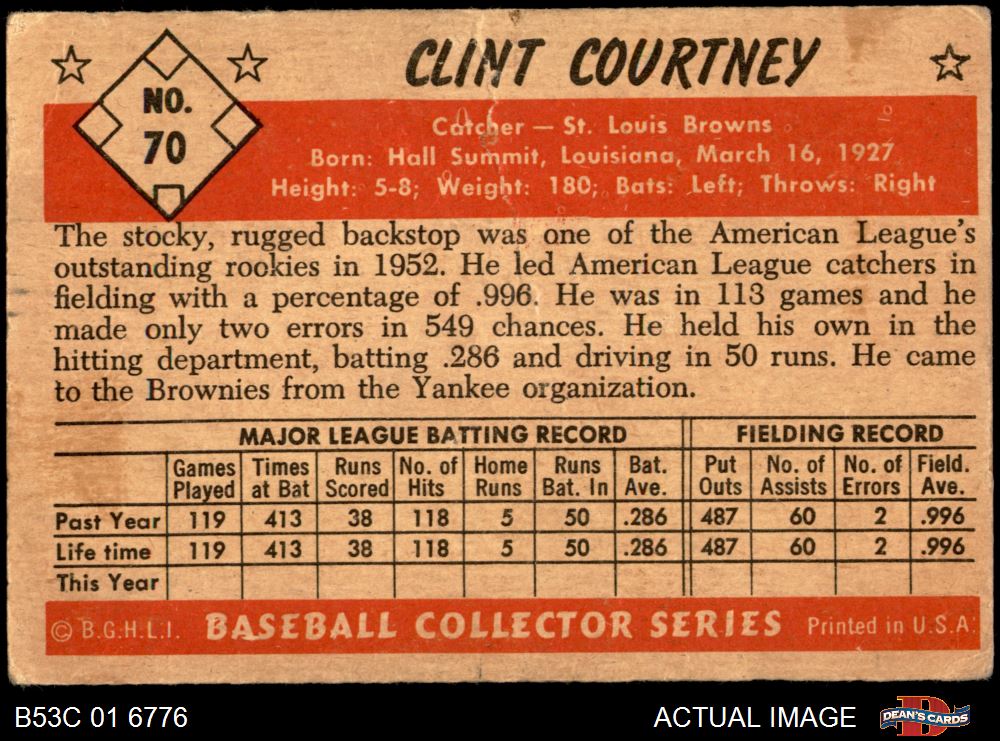 CLINT COURTNEY
NO.
70
Catcher — St. Louis Browns
Born: Hall Summit, Louisiana, March 16, 1927
Height: 5-8; Weight: 180; Bats: Left; Throws: Right
The stocky, rugged backstop was one of the American League's
outstanding rookies in 1952. He led American League catchers in
fielding with a percentage of .996. He was in 113 games and he
made only two errors in 549 chances. He held his own in the
hitting department, batting .286 and driving in 50 runs. He came
to the Brownies from the Yankee organization.
MAJOR LEAGUE BATTING RECORD FIELDING RECORD
Games Times Runs No. of Home Runs Bat. Put No. of No. of Field.
Played at Bat Scored Hits Runs Bat. In Ave. Outs Assists Errors Ave.
Past Year 119 413 38 118 5 50 .286 487 60 2 .996
Life time 119 413 38 118 5 50 .286 487 60 2 .996
This Year
© B.G.H.L.I. BASEBALL COLLECTOR SERIES Printed in U.S.A.
B53C 01 6776 ACTUAL IMAGE DEAN'S CARDS